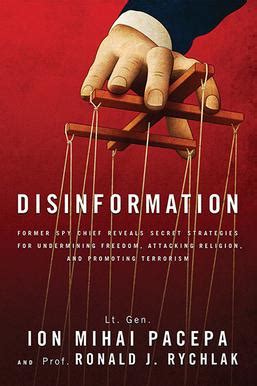 DISINFORMATION
FORMER SPY CHIEF REVEALS SECRET STRATEGIES
FOR UNDERMINING FREEDOM, ATTACKING RELIGION,
AND PROMOTING TERRORISM
Lt. Gen.
ION MIHAI PACEPA
AND Prof. RONALD J. RYCHLAK